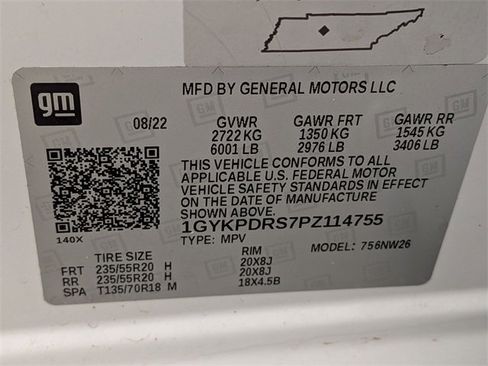 MFD BY GENERAL MOTORS LLC
gm
08/22 GVWR GAWR FRT GAWR RR
2722 KG 1350 KG 1545 KG
6001 LB 2976 LB 3406 LB
THIS VEHICLE CONFORMS TO ALL
APPLICABLE U.S. FEDERAL MOTOR
VEHICLE SAFETY STANDARDS IN EFFECT
ON THE DATE OF MANUFACTURE
SHOWN ABOVE.
1GYKPDRS7PZ114755
140X TYPE: MPV MODEL: 756NW26
TIRE SIZE RIM
FRT 235/55R20 H 20X8J
RR 235/55R20 H 20X8J
SPA T135/70R18 M 18X4.5B